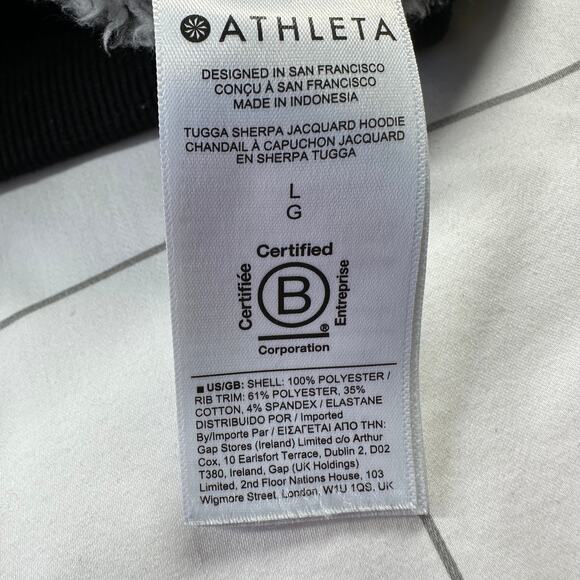 ATHLETA
DESIGNED IN SAN FRANCISCO
CONÇU À SAN FRANCISCO
MADE IN INDONESIA
TUGGA SHERPA JACQUARD HOODIE
CHANDAIL À CAPUCHON JACQUARD
EN SHERPA TUGGA
L
G
Certified
Certifiée
B
Entreprise
®
Corporation
■ US/GB: SHELL: 100% POLYESTER /
RIB TRIM: 61% POLYESTER, 35%
COTTON, 4% SPANDEX / ELASTANE
DISTRIBUIDO POR / Imported
By/Importe Par / ΕΙΣΑΓΕΤΑΙ ΑΠΟ ΤΗΝ:
Gap Stores (Ireland) Limited c/o Arthur
Cox, 10 Earlsfort Terrace, Dublin 2, D02
T380, Ireland, Gap (UK Holdings)
Limited, 2nd Floor Nations House, 103
Wigmore Street, London, W1U 1QS, UK